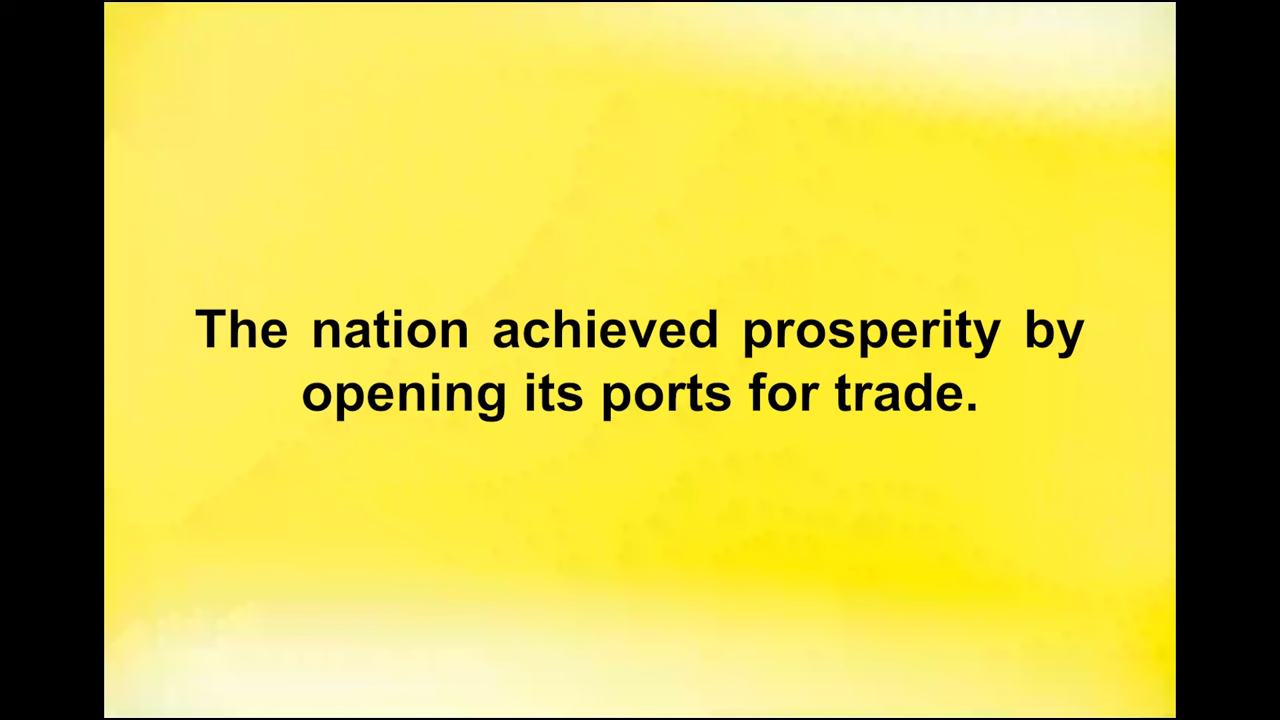 The nation achieved prosperity by
opening its ports for trade.